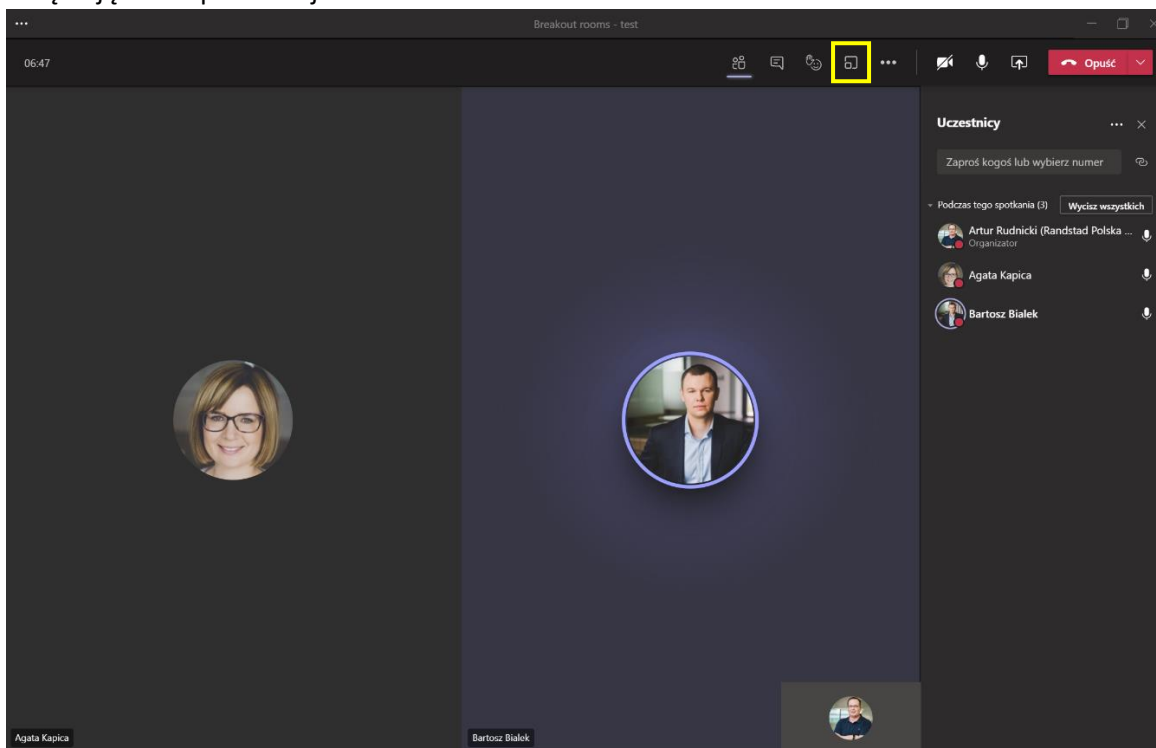 ...
Breakout rooms - test
06:47
Opuść
Uczestnicy
Zaproś kogoś lub wybierz numer
Podczas tego spotkania (3)
Wycisz wszystkich
Artur Rudnicki (Randstad Polska ...
Organizator
Agata Kapica
Bartosz Bialek
Agata Kapica
Bartosz Bialek